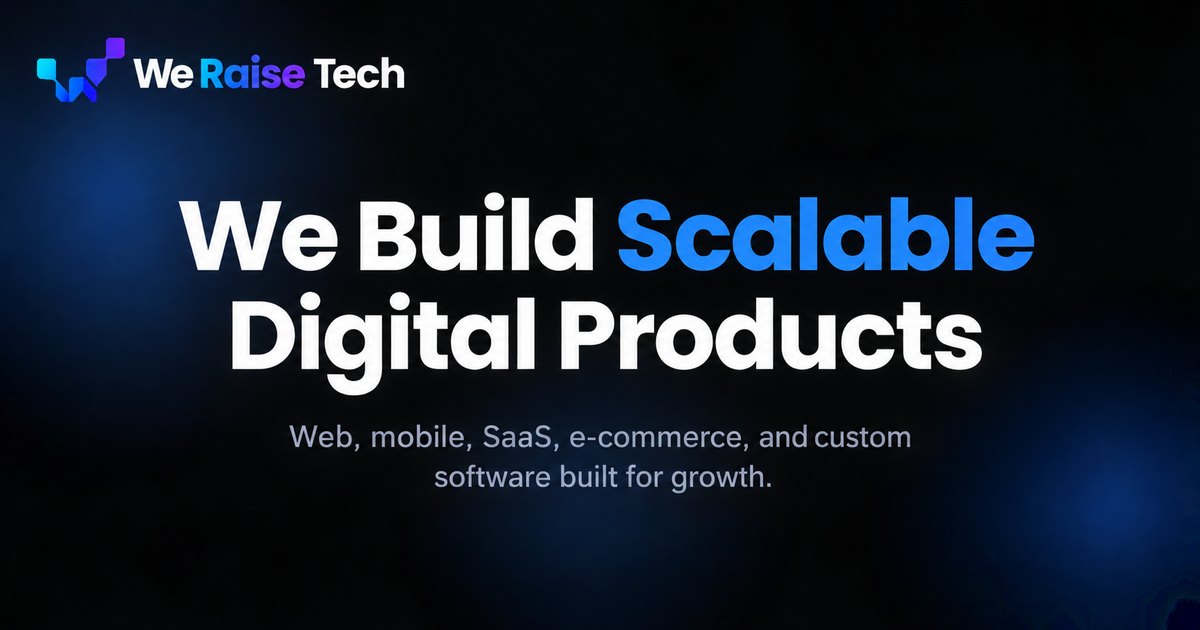 We Raise Tech
We Build Scalable
Digital Products
Web, mobile, SaaS, e-commerce, and custom
software built for growth.